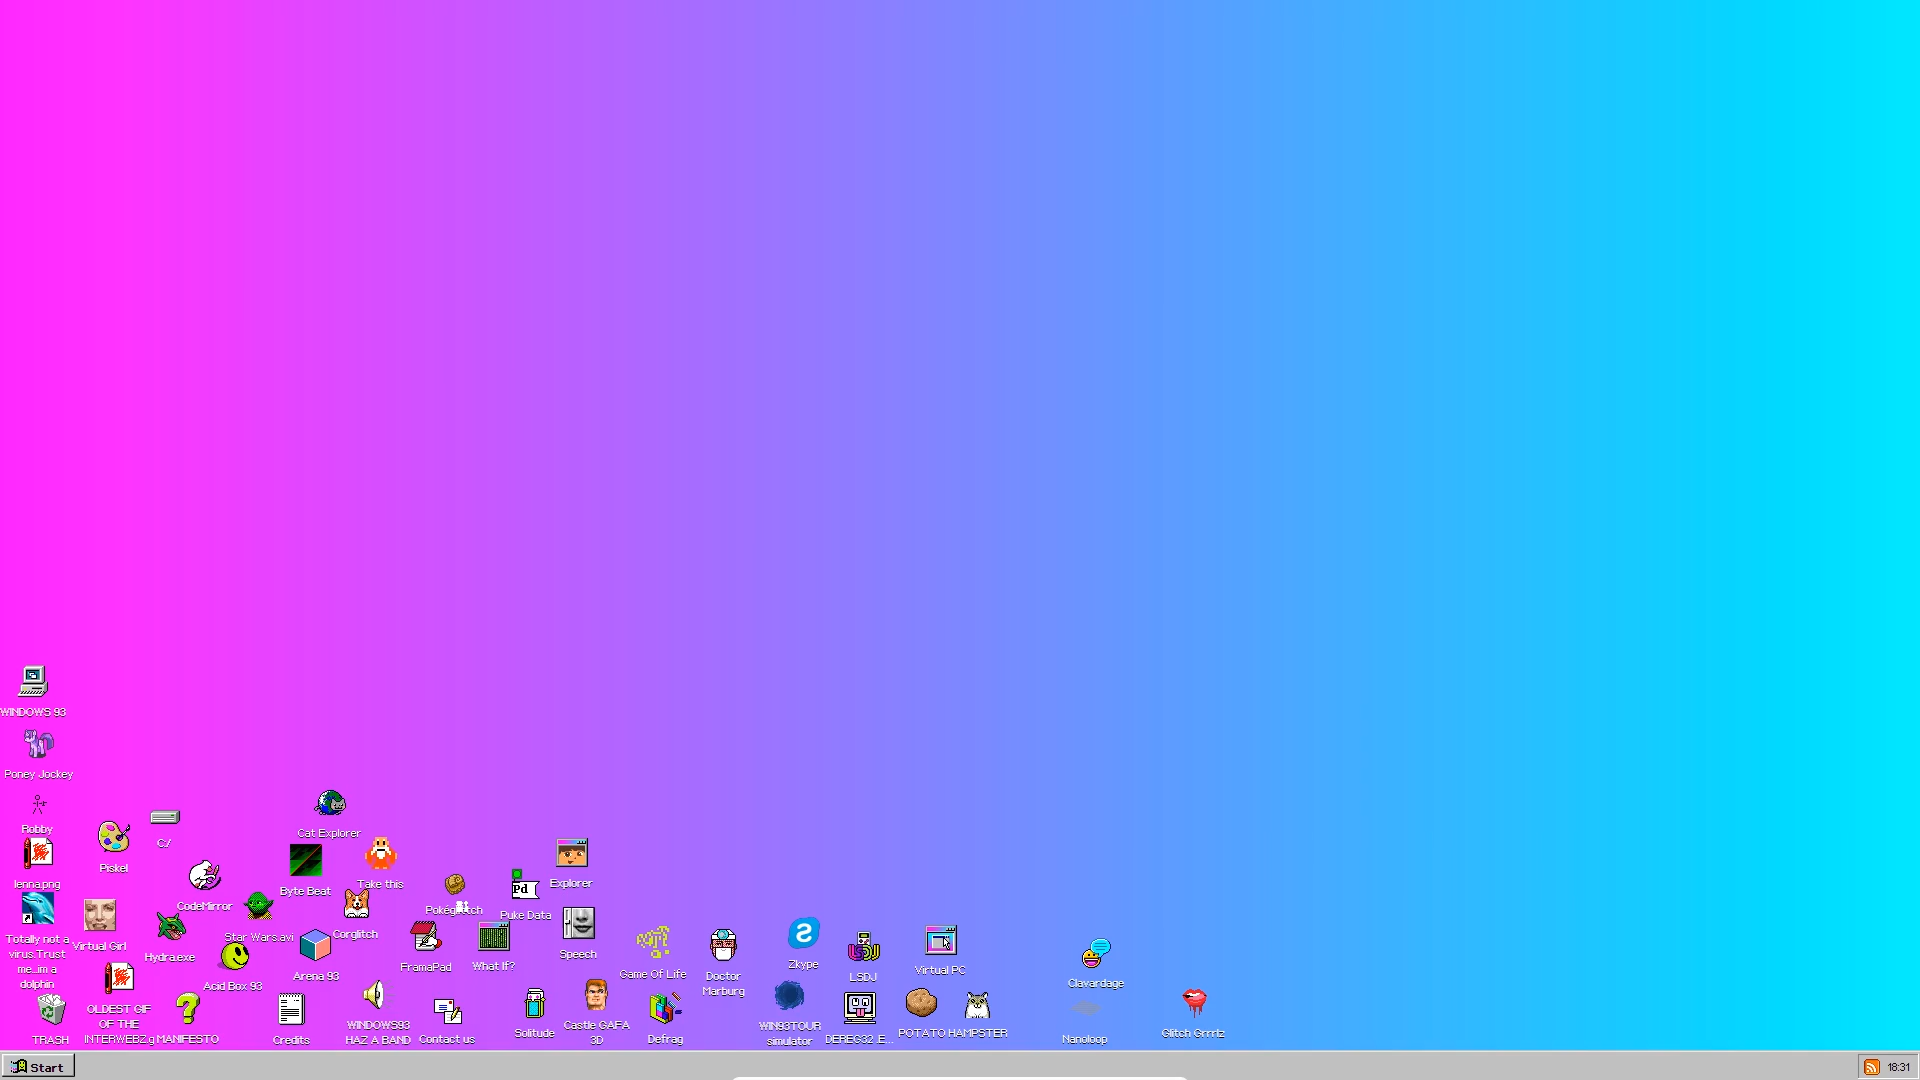 WINDOWS 93
Poney Jockey
Robby
lenna.png
Totally not a
virus.Trust
me..im a
dolphin
TRASH
Piskel
C:/
Virtual Girl
OLDEST GIF
OF THE
INTERWEBZ.g
MANIFESTO
CodeMirror
Hydra.exe
Star Wars.avi
Acid Box 93
Cat Explorer
Byte Beat
Take this
Corglitch
Arena 93
Credits
WINDOWS93
HAZ A BAND
FramaPad
Contact us
What If?
Pd
Puke Data
Explorer
Speech
Solitude
Castle GAFA
3D
Game Of Life
Defrag
Doctor
Marburg
S
Zkype
WIN93TOUR
simulator
LSDJ
LSDJ
DEREG32_E...
Virtual PC
POTATO
HAMPSTER
Clavardage
Nanoloop
Glitch Grrrlz
Start
18:31